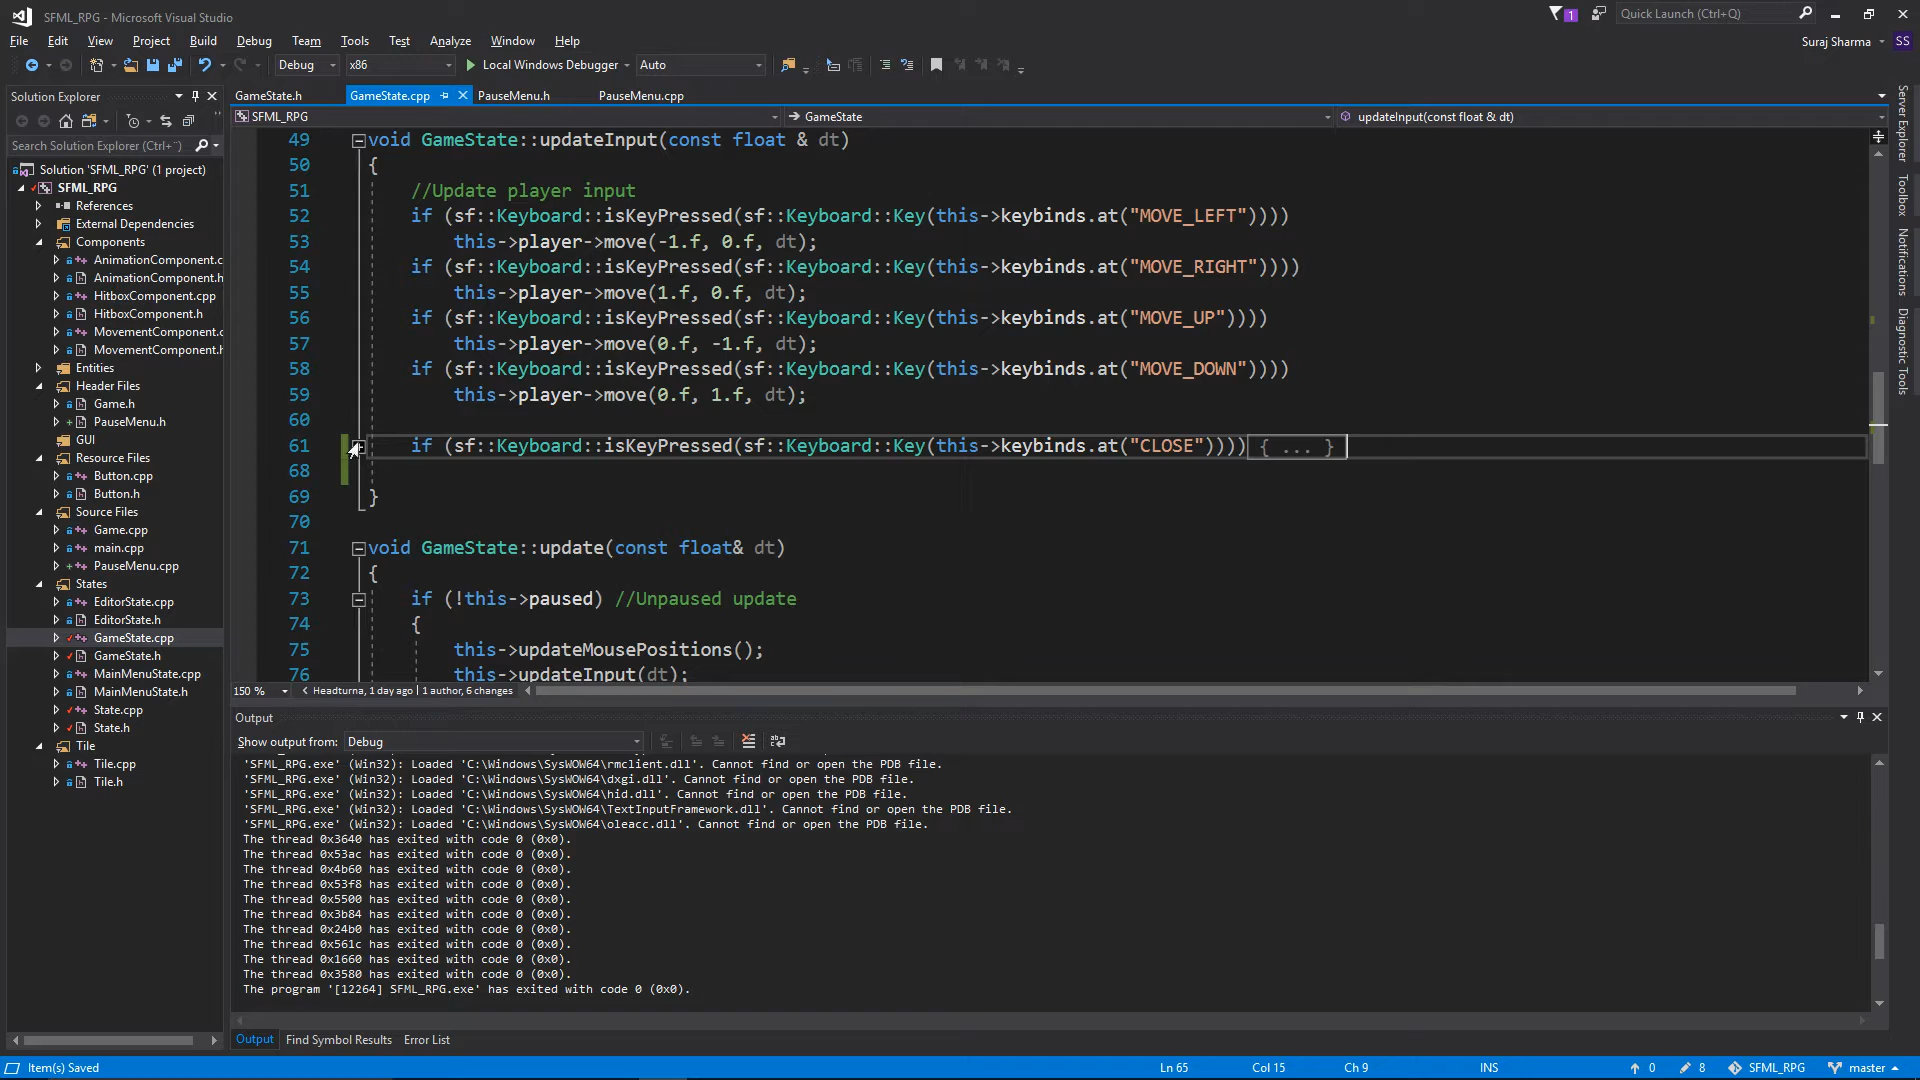 SFML_RPG - Microsoft Visual Studio
1
Quick Launch (Ctrl+Q)
File Edit View Project Build Debug Team Tools Test Analyze Window Help
Suraj Sharma SS
Debug x86 Local Windows Debugger Auto
Solution Explorer
Search Solution Explorer (Ctrl+¨)
Solution 'SFML_RPG' (1 project)
SFML_RPG
References
External Dependencies
Components
AnimationComponent.c
AnimationComponent.h
HitboxComponent.cpp
HitboxComponent.h
MovementComponent.c
MovementComponent.h
Entities
Header Files
Game.h
PauseMenu.h
GUI
Resource Files
Button.cpp
Button.h
Source Files
Game.cpp
main.cpp
PauseMenu.cpp
States
EditorState.cpp
EditorState.h
GameState.cpp
GameState.h
MainMenuState.cpp
MainMenuState.h
State.cpp
State.h
Tile
Tile.cpp
Tile.h
GameState.h GameState.cpp PauseMenu.h PauseMenu.cpp
SFML_RPG GameState updateInput(const float & dt)
49 void GameState::updateInput(const float & dt)
50 {
51 //Update player input
52 if (sf::Keyboard::isKeyPressed(sf::Keyboard::Key(this->keybinds.at("MOVE_LEFT"))))
53 this->player->move(-1.f, 0.f, dt);
54 if (sf::Keyboard::isKeyPressed(sf::Keyboard::Key(this->keybinds.at("MOVE_RIGHT"))))
55 this->player->move(1.f, 0.f, dt);
56 if (sf::Keyboard::isKeyPressed(sf::Keyboard::Key(this->keybinds.at("MOVE_UP"))))
57 this->player->move(0.f, -1.f, dt);
58 if (sf::Keyboard::isKeyPressed(sf::Keyboard::Key(this->keybinds.at("MOVE_DOWN"))))
59 this->player->move(0.f, 1.f, dt);
60
61 if (sf::Keyboard::isKeyPressed(sf::Keyboard::Key(this->keybinds.at("CLOSE")))) { ... }
68
69 }
70
71 void GameState::update(const float& dt)
72 {
73 if (!this->paused) //Unpaused update
74 {
75 this->updateMousePositions();
76 this->updateInput(dt);
150 % Headturna, 1 day ago | 1 author, 6 changes
Output
Show output from: Debug
'SFML_RPG.exe' (Win32): Loaded 'C:\Windows\SysWOW64\rmclient.dll'. Cannot find or open the PDB file.
'SFML_RPG.exe' (Win32): Loaded 'C:\Windows\SysWOW64\dxgi.dll'. Cannot find or open the PDB file.
'SFML_RPG.exe' (Win32): Loaded 'C:\Windows\SysWOW64\hid.dll'. Cannot find or open the PDB file.
'SFML_RPG.exe' (Win32): Loaded 'C:\Windows\SysWOW64\TextInputFramework.dll'. Cannot find or open the PDB file.
'SFML_RPG.exe' (Win32): Loaded 'C:\Windows\SysWOW64\oleacc.dll'. Cannot find or open the PDB file.
The thread 0x3640 has exited with code 0 (0x0).
The thread 0x53ac has exited with code 0 (0x0).
The thread 0x4b60 has exited with code 0 (0x0).
The thread 0x53f8 has exited with code 0 (0x0).
The thread 0x5500 has exited with code 0 (0x0).
The thread 0x3b84 has exited with code 0 (0x0).
The thread 0x24b0 has exited with code 0 (0x0).
The thread 0x561c has exited with code 0 (0x0).
The thread 0x1660 has exited with code 0 (0x0).
The thread 0x3580 has exited with code 0 (0x0).
The program '[12264] SFML_RPG.exe' has exited with code 0 (0x0).
Output Find Symbol Results Error List
Server Explorer
Toolbox
Notifications
Diagnostic Tools
Item(s) Saved Ln 65 Col 15 Ch 9 INS 0 8 SFML_RPG master